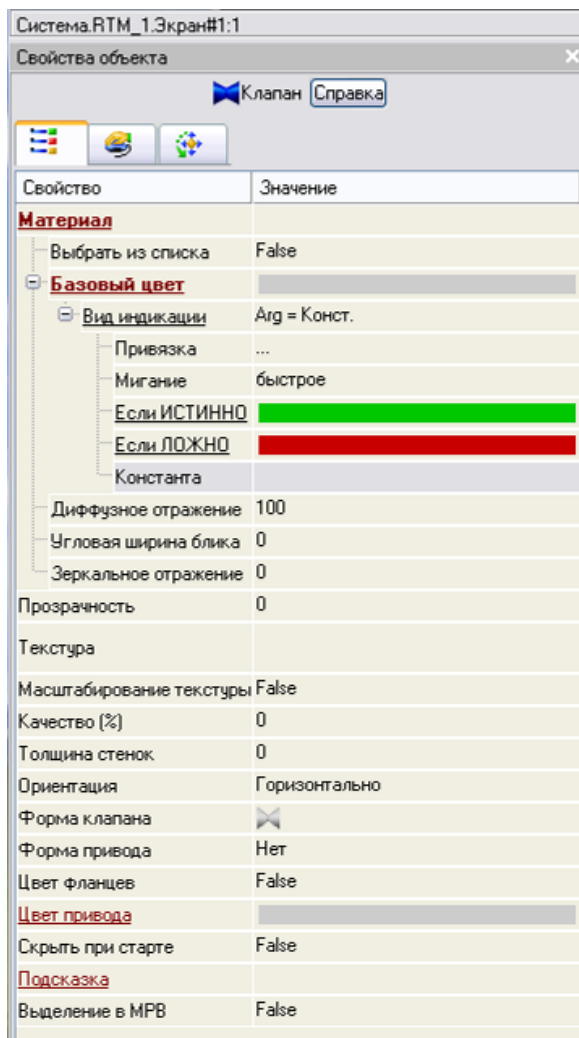 Система.RTM_1.Экран#1:1
Свойства объекта
Клапан Справка
Свойство Значение
Материал
Выбрать из списка False
Базовый цвет
Вид индикации Arg = Конст.
Привязка ...
Мигание быстрое
Если ИСТИННО
Если ЛОЖНО
Константа
Диффузное отражение 100
Угловая ширина блика 0
Зеркальное отражение 0
Прозрачность 0
Текстура
Масштабирование текстуры False
Качество (%) 0
Толщина стенок 0
Ориентация Горизонтально
Форма клапана
Форма привода Нет
Цвет фланцев False
Цвет привода
Скрыть при старте False
Подсказка
Выделение в МРВ False